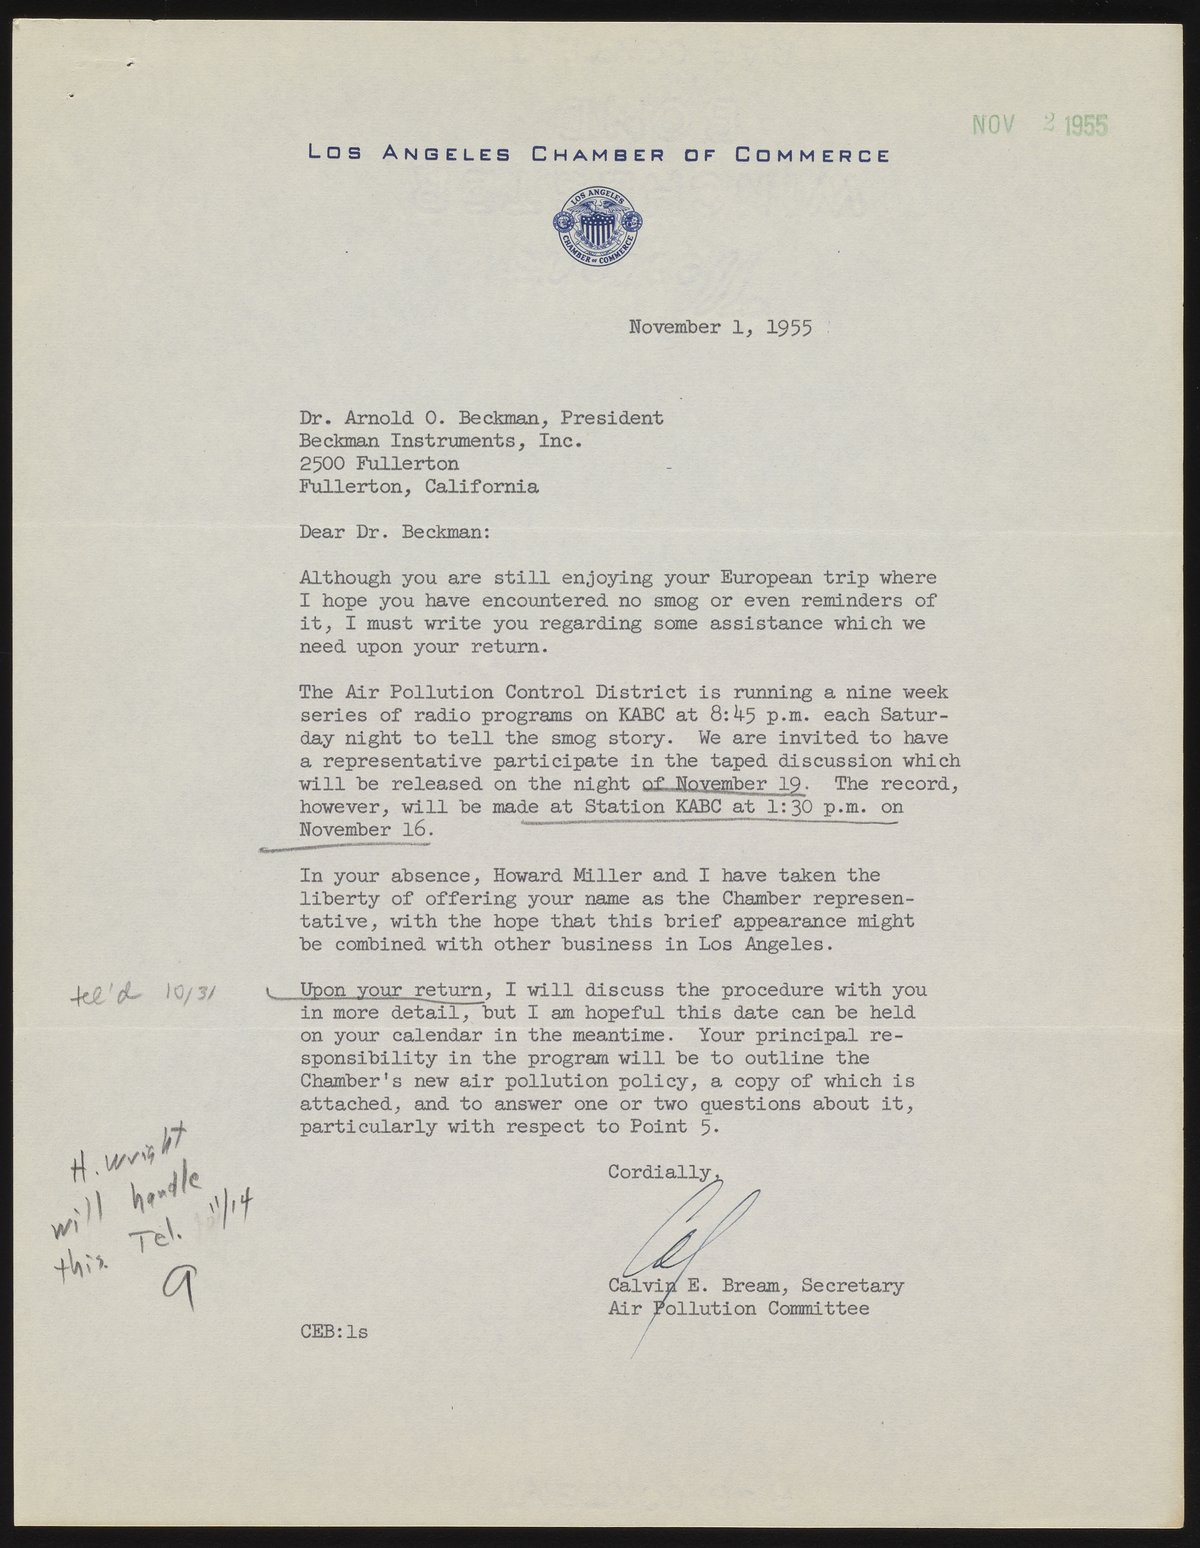 NOV 2 1955
LOS ANGELES CHAMBER OF COMMERCE
LOS ANGELES
CHAMBER OF COMMERCE
November 1, 1955
Dr. Arnold O. Beckman, President
Beckman Instruments, Inc.
2500 Fullerton
Fullerton, California
Dear Dr. Beckman:
Although you are still enjoying your European trip where
I hope you have encountered no smog or even reminders of
it, I must write you regarding some assistance which we
need upon your return.
The Air Pollution Control District is running a nine week
series of radio programs on KABC at 8:45 p.m. each Satur-
day night to tell the smog story.  We are invited to have
a representative participate in the taped discussion which
will be released on the night of November 19.  The record,
however, will be made at Station KABC at 1:30 p.m. on
November 16.
In your absence, Howard Miller and I have taken the
liberty of offering your name as the Chamber represen-
tative, with the hope that this brief appearance might
be combined with other business in Los Angeles.
tel'd 10/31
Upon your return, I will discuss the procedure with you
in more detail, but I am hopeful this date can be held
on your calendar in the meantime.  Your principal re-
sponsibility in the program will be to outline the
Chamber's new air pollution policy, a copy of which is
attached, and to answer one or two questions about it,
particularly with respect to Point 5.
H. Wright
will handle
this. Tel. 11/14
a
Cordially,
Cal
Calvin E. Bream, Secretary
Air Pollution Committee
CEB:ls